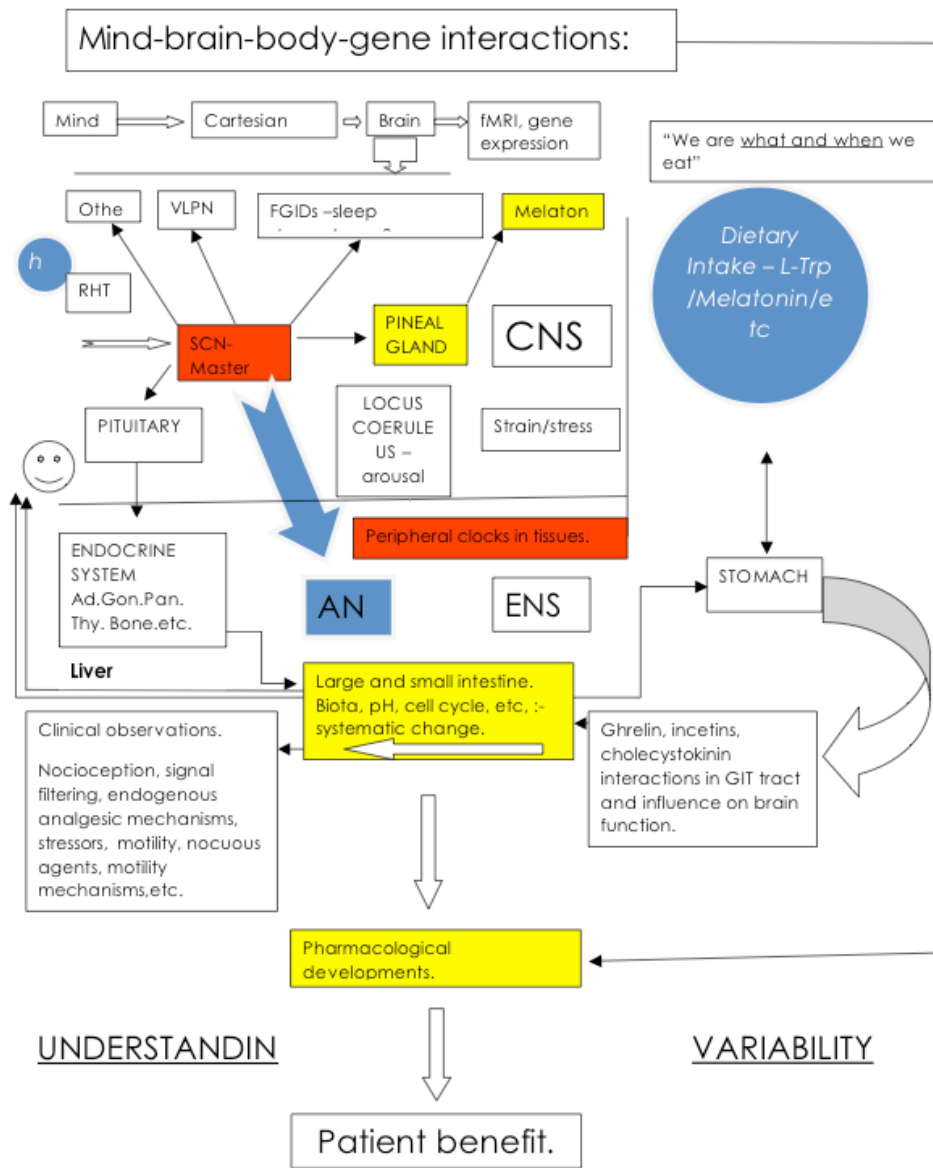 Mind-brain-body-gene interactions:
Mind
Cartesian
Brain
fMRI, gene
expression
"We are what and when we
eat"
Othe
VLPN
FGIDs –sleep
Melaton
h
RHT
Dietary
Intake – L-Trp
/Melatonin/e
tc
SCN-
Master
PINEAL
GLAND
CNS
PITUITARY
LOCUS
COERULE
US –
arousal
Strain/stress
Peripheral clocks in tissues.
ENDOCRINE
SYSTEM
Ad.Gon.Pan.
Thy. Bone.etc.
AN
ENS
STOMACH
Liver
Large and small intestine.
Biota, pH, cell cycle, etc, :-
systematic change.
Clinical observations.
Nocioception, signal
filtering, endogenous
analgesic mechanisms,
stressors, motility, nocuous
agents, motility
mechanisms,etc.
Ghrelin, incetins,
cholecystokinin
interactions in GIT tract
and influence on brain
function.
Pharmacological
developments.
UNDERSTANDIN
VARIABILITY
Patient benefit.